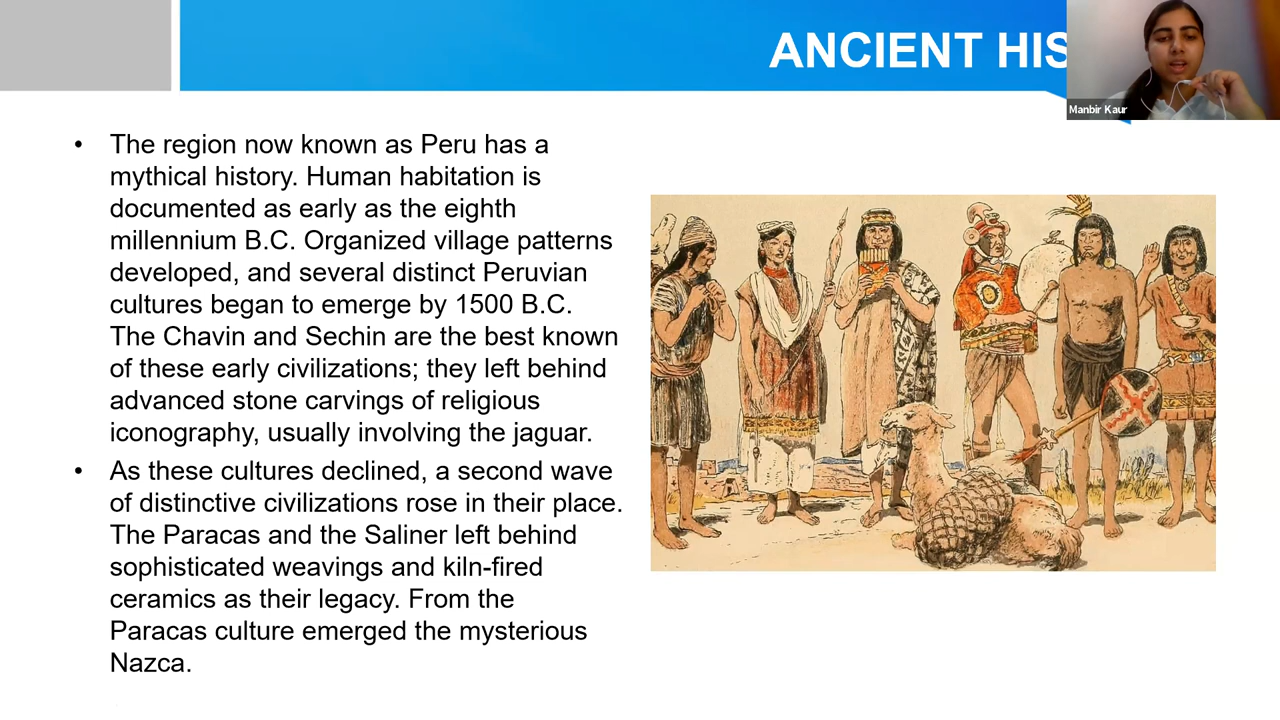 ANCIENT HIS
Manbir Kaur
• The region now known as Peru has a
mythical history. Human habitation is
documented as early as the eighth
millennium B.C. Organized village patterns
developed, and several distinct Peruvian
cultures began to emerge by 1500 B.C.
The Chavin and Sechin are the best known
of these early civilizations; they left behind
advanced stone carvings of religious
iconography, usually involving the jaguar.
• As these cultures declined, a second wave
of distinctive civilizations rose in their place.
The Paracas and the Saliner left behind
sophisticated weavings and kiln-fired
ceramics as their legacy. From the
Paracas culture emerged the mysterious
Nazca.